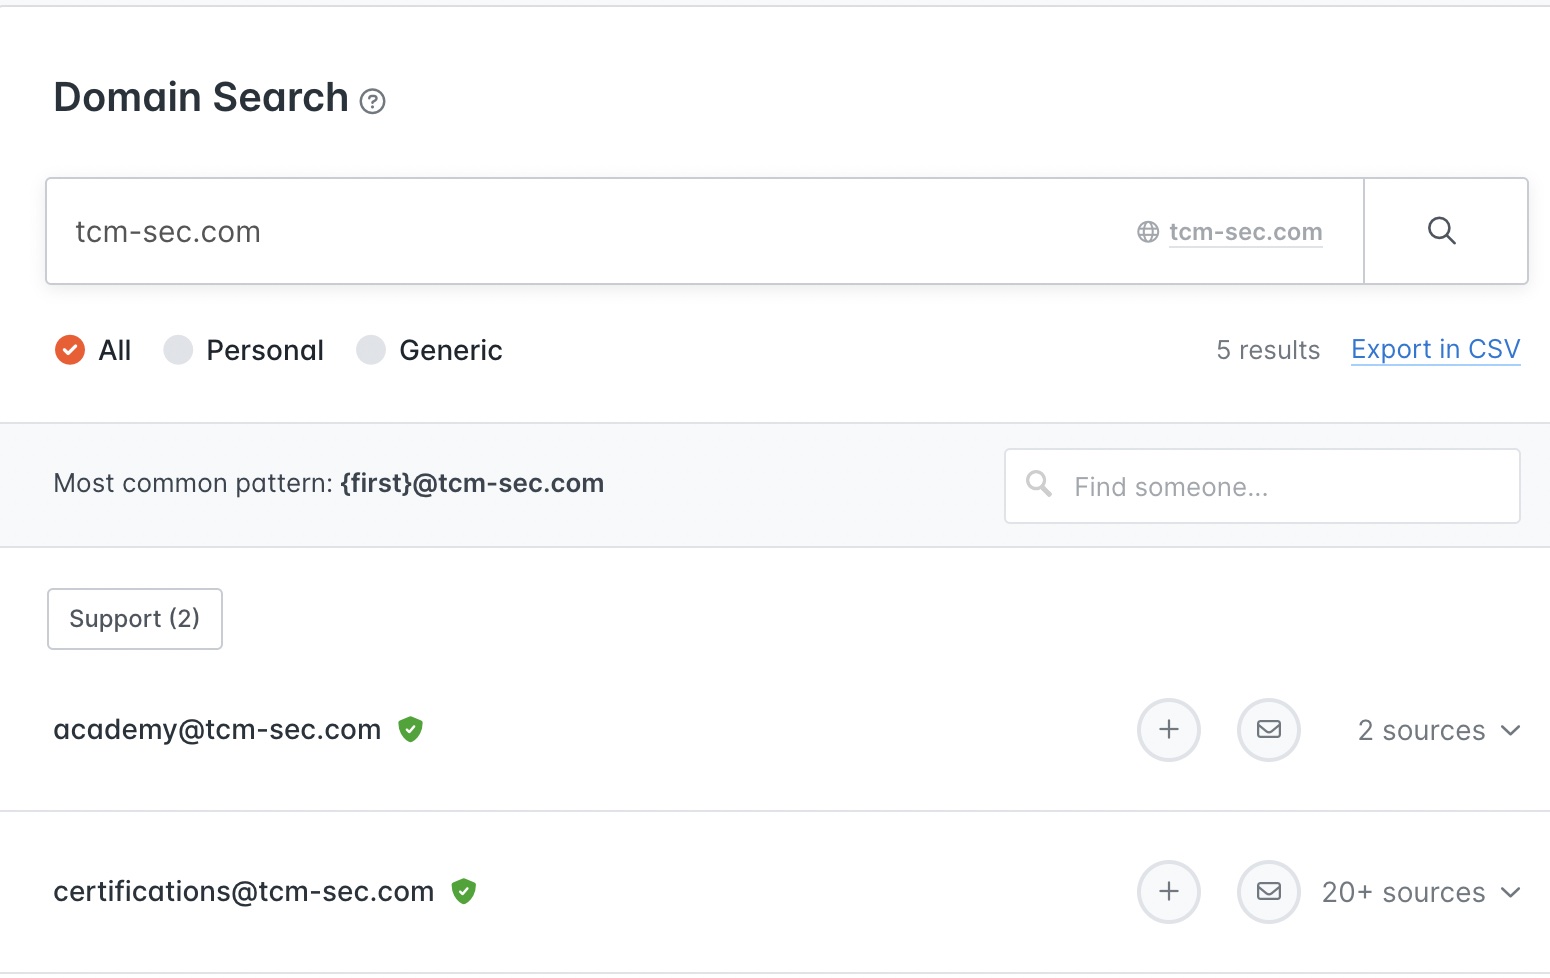 Domain Search ?
tcm-sec.com
tcm-sec.com
All Personal Generic
5 results Export in CSV
Most common pattern: {first}@tcm-sec.com
Find someone...
Support (2)
academy@tcm-sec.com
2 sources
certifications@tcm-sec.com
20+ sources